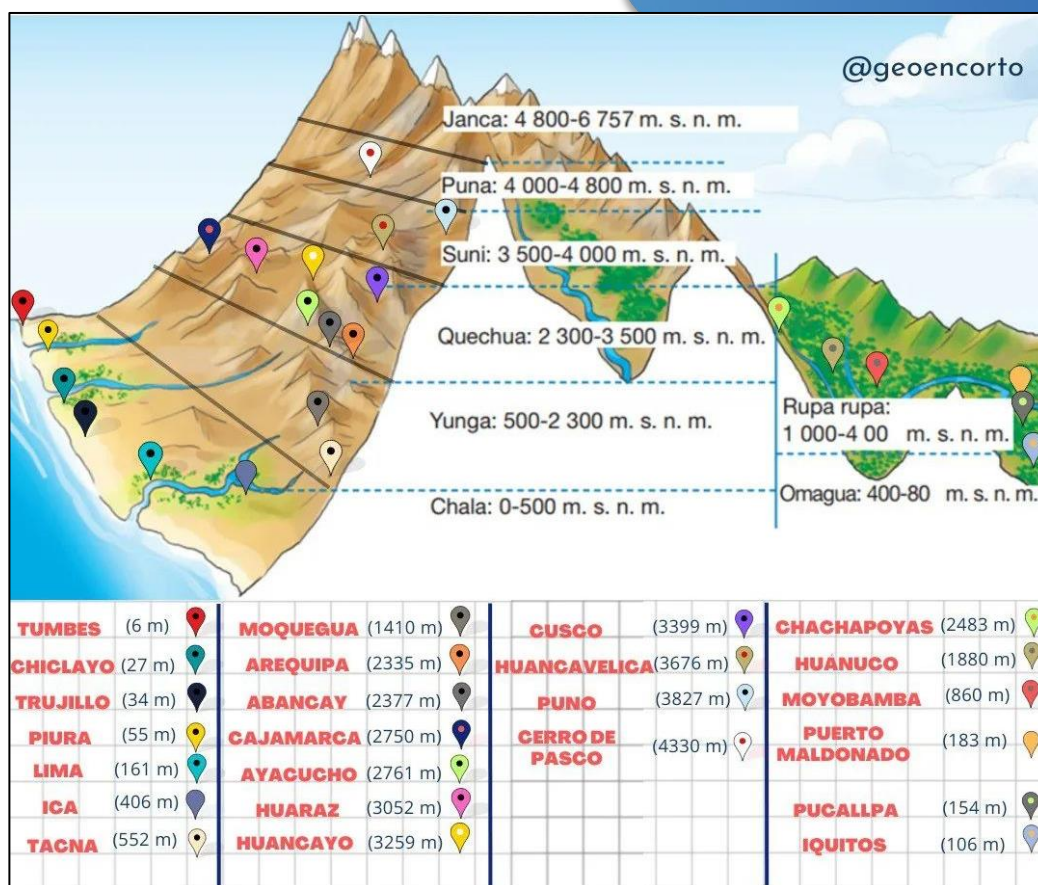 @geoencorto
Janca: 4 800-6 757 m. s. n. m.
Puna: 4 000-4 800 m. s. n. m.
Suni: 3 500-4 000 m. s. n. m.
Quechua: 2 300-3 500 m. s. n. m.
Yunga: 500-2 300 m. s. n. m.
Chala: 0-500 m. s. n. m.
Rupa rupa:
1 000-4 00 m. s. n. m.
Omagua: 400-80 m. s. n. m.
TUMBES (6 m)
CHICLAYO (27 m)
TRUJILLO (34 m)
PIURA (55 m)
LIMA (161 m)
ICA (406 m)
TACNA (552 m)
MOQUEGUA (1410 m)
AREQUIPA (2335 m)
ABANCAY (2377 m)
CAJAMARCA (2750 m)
AYACUCHO (2761 m)
HUARAZ (3052 m)
HUANCAYO (3259 m)
CUSCO (3399 m)
HUANCAVELICA (3676 m)
PUNO (3827 m)
CERRO DE
PASCO (4330 m)
CHACHAPOYAS (2483 m)
HUÁNUCO (1880 m)
MOYOBAMBA (860 m)
PUERTO
MALDONADO (183 m)
PUCALLPA (154 m)
IQUITOS (106 m)